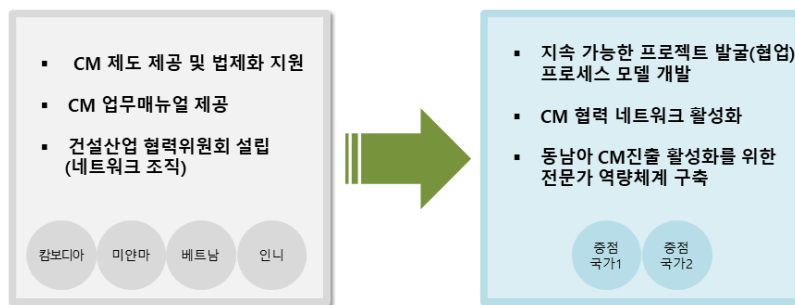 ▪ CM 제도 제공 및 법제화 지원
▪ CM 업무매뉴얼 제공
▪ 건설산업 협력위원회 설립
(네트워크 조직)
캄보디아
미얀마
베트남
인니
▪ 지속 가능한 프로젝트 발굴(협업)
프로세스 모델 개발
▪ CM 협력 네트워크 활성화
▪ 동남아 CM진출 활성화를 위한
전문가 역량체계 구축
중점
국가1
중점
국가2